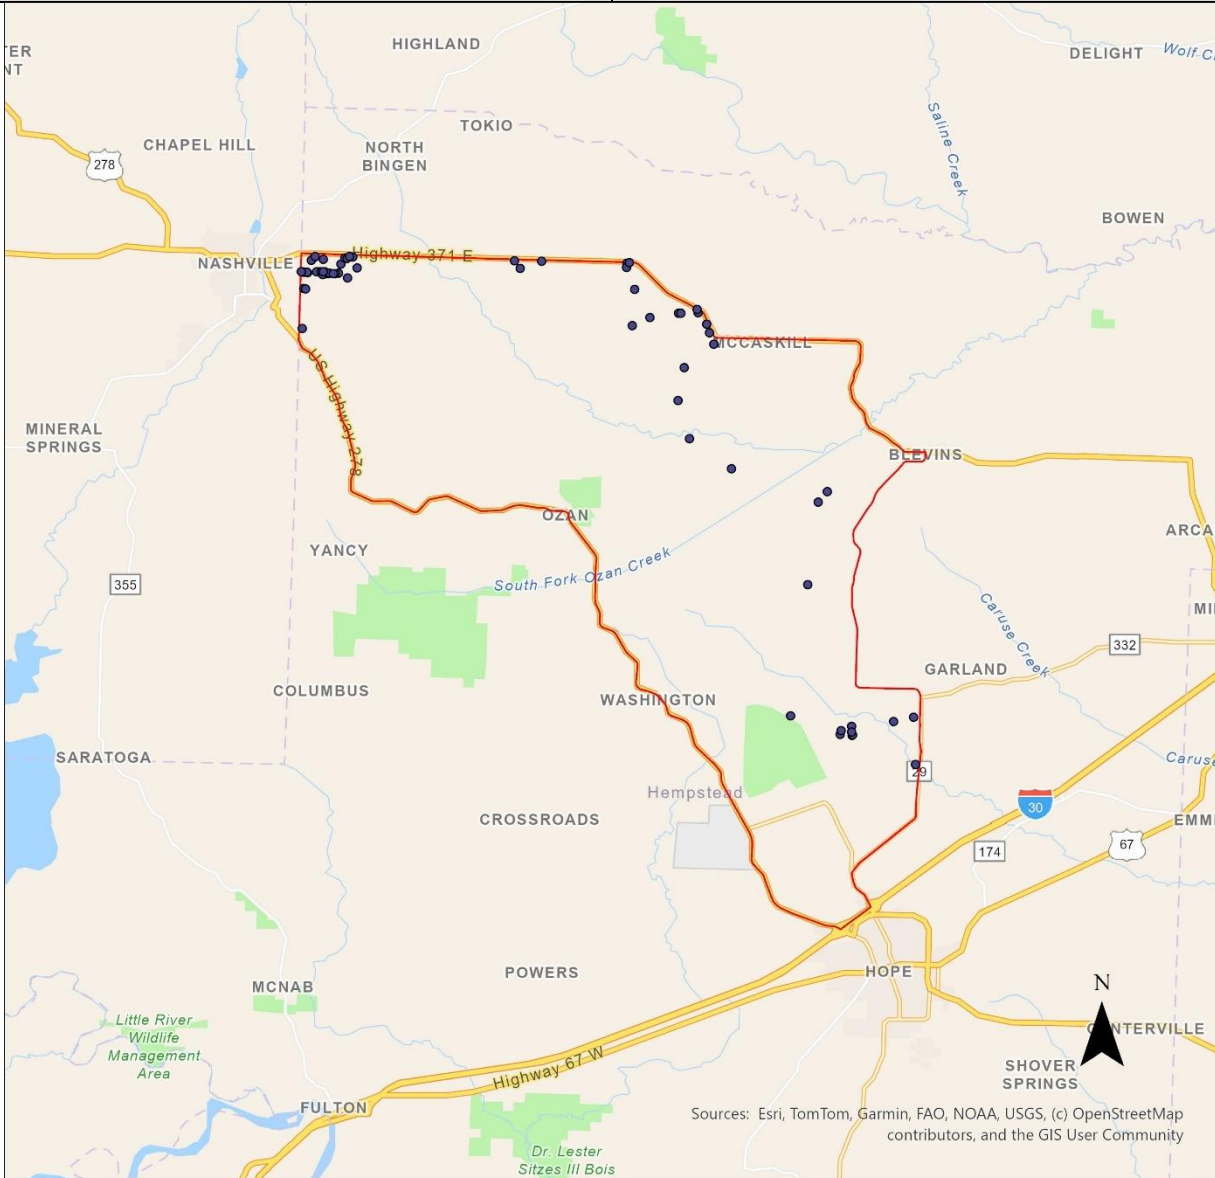 HIGHLAND
DELIGHT
Wolf C
TER
NT
TOKIO
Saline Creek
CHAPEL HILL
NORTH
BINGEN
278
BOWEN
Highway 371 E
NASHVILLE
MCCASKILL
US Highway 278
MINERAL
SPRINGS
BLEVINS
OZAN
ARCA
YANCY
South Fork Ozan Creek
355
Caruse Creek
MI
332
GARLAND
COLUMBUS
WASHINGTON
SARATOGA
Caruse
29
Hempstead
30
CROSSROADS
EMM
67
174
POWERS
HOPE
MCNAB
N
Little River
Wildlife
Management
Area
CENTERVILLE
Highway 67 W
SHOVER
SPRINGS
FULTON
Sources: Esri, TomTom, Garmin, FAO, NOAA, USGS, (c) OpenStreetMap
contributors, and the GIS User Community
Dr. Lester
Sitzes III Bois